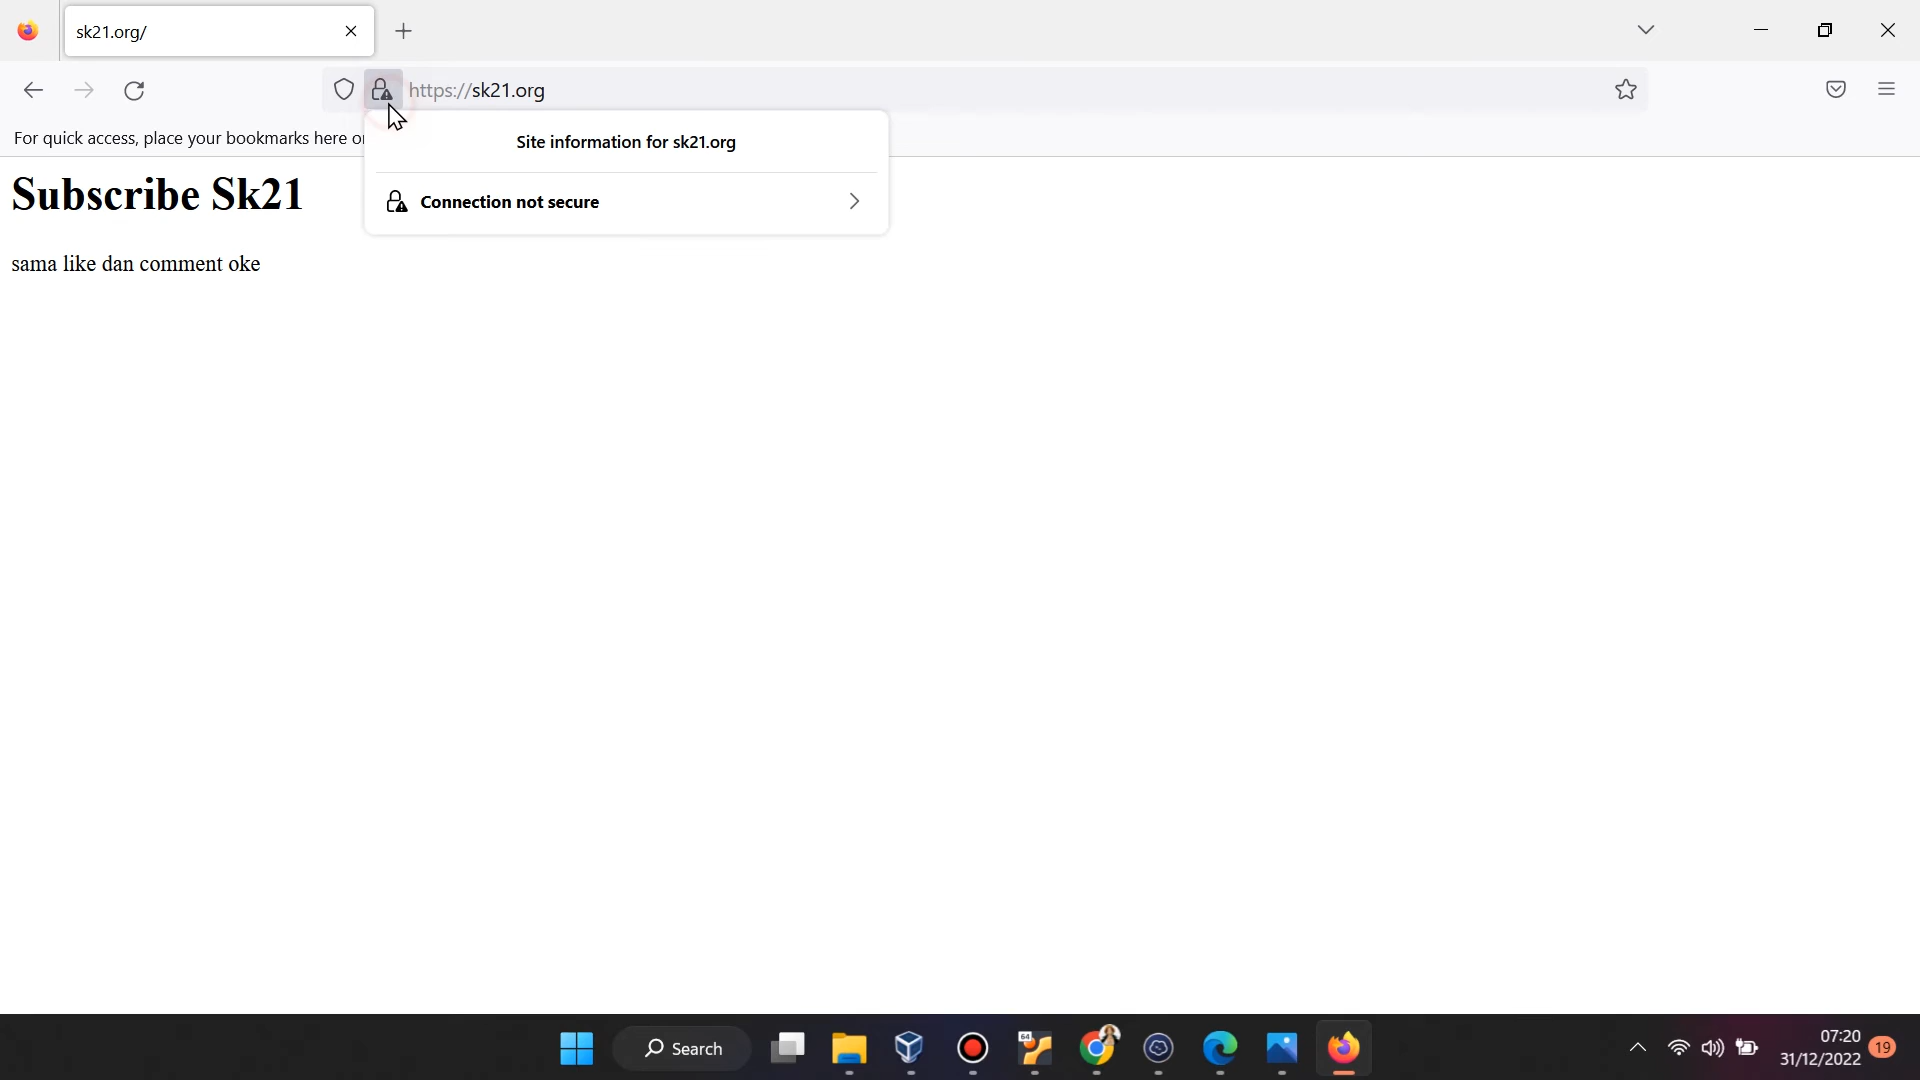 sk21.org/
https://sk21.org
For quick access, place your bookmarks here
Site information for sk21.org
Connection not secure
Subscribe Sk21
sama like dan comment oke
Search
64
07:20
31/12/2022
19